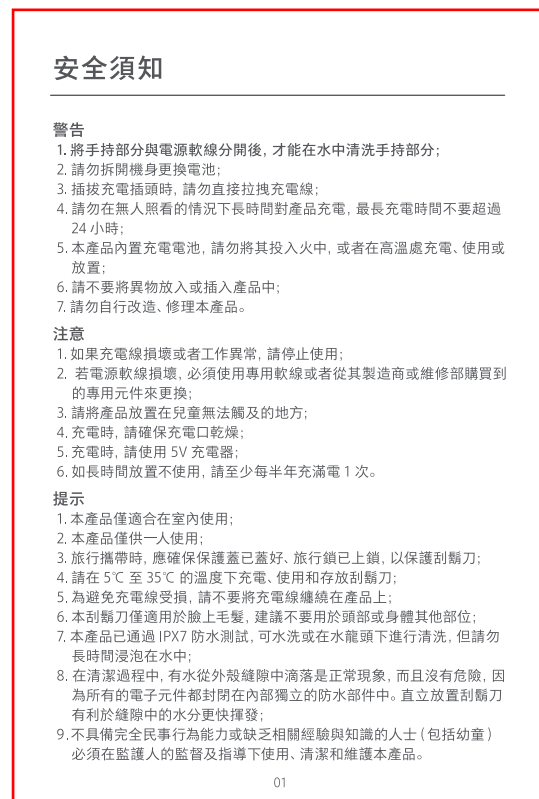 安全須知
警告
1. 將手持部分與電源軟線分開後, 才能在水中清洗手持部分;
2. 請勿拆開機身更換電池;
3. 插拔充電插頭時, 請勿直接拉拽充電線;
4. 請勿在無人照看的情況下長時間對產品充電, 最長充電時間不要超過
24 小時;
5. 本產品內置充電電池, 請勿將其投入火中, 或者在高溫處充電、使用或
放置;
6. 請不要將異物放入或插入產品中;
7. 請勿自行改造、修理本產品。
注意
1. 如果充電線損壞或者工作異常, 請停止使用;
2. 若電源軟線損壞, 必須使用專用軟線或者從其製造商或維修部購買到
的專用元件來更換;
3. 請將產品放置在兒童無法觸及的地方;
4. 充電時, 請確保充電口乾燥;
5. 充電時, 請使用 5V 充電器;
6. 如長時間放置不使用, 請至少每半年充滿電 1 次。
提示
1. 本產品僅適合在室內使用;
2. 本產品僅供一人使用;
3. 旅行攜帶時, 應確保保護蓋已蓋好、旅行鎖已上鎖, 以保護刮鬍刀;
4. 請在 5℃ 至 35℃ 的溫度下充電、使用和存放刮鬍刀;
5. 為避免充電線受損, 請不要將充電線纏繞在產品上;
6. 本刮鬍刀僅適用於臉上毛髮, 建議不要用於頭部或身體其他部位;
7. 本產品已通過 IPX7 防水測試, 可水洗或在水龍頭下進行清洗, 但請勿
長時間浸泡在水中;
8. 在清潔過程中, 有水從外殼縫隙中滴落是正常現象, 而且沒有危險, 因
為所有的電子元件都封閉在內部獨立的防水部件中。直立放置刮鬍刀
有利於縫隙中的水分更快揮發;
9. 不具備完全民事行為能力或缺乏相關經驗與知識的人士（包括幼童）
必須在監護人的監督及指導下使用、清潔和維護本產品。
01